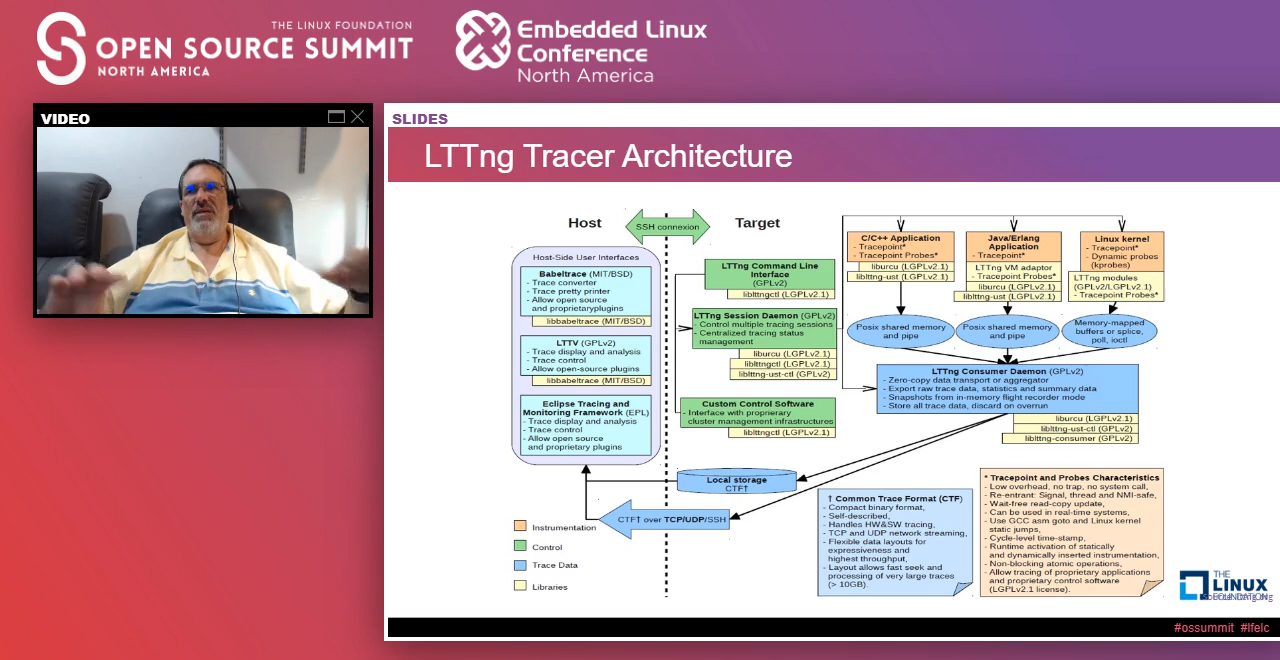 THE LINUX FOUNDATION
OPEN SOURCE SUMMIT
NORTH AMERICA
Embedded Linux
Conference
North America
VIDEO
SLIDES
LTTng Tracer Architecture
Host
SSH connexion
Target
Host-Side User Interfaces
Babeltrace (MIT/BSD)
- Trace converter
- Trace pretty printer
- Allow open source
and proprietaryplugins
libbabeltrace (MIT/BSD)
LTTV (GPLv2)
- Trace display and analysis
- Trace control
- Allow open-source plugins
libbabeltrace (MIT/BSD)
Eclipse Tracing and
Monitoring Framework (EPL)
- Trace display and analysis
- Trace control
- Allow open source
and proprietary plugins
LTTng Command Line
Interface
(GPLv2)
liblttngctl (LGPLv2.1)
LTTng Session Daemon (GPLv2)
- Control multiple tracing sessions
- Centralized tracing status
management
liburcu (LGPLv2.1)
liblttngctl (LGPLv2.1)
liblttng-ust-ctl (GPLv2)
Custom Control Software
- Interface with proprierary
cluster management infrastructures
liblttngctl (LGPLv2.1)
C/C++ Application
- Tracepoint*
- Tracepoint Probes*
liburcu (LGPLv2.1)
liblttng-ust (LGPLv2.1)
Java/Erlang
Application
- Tracepoint*
LTTng VM adaptor
- Tracepoint Probes*
liburcu (LGPLv2.1)
liblttng-ust (LGPLv2.1)
Linux kernel
- Tracepoint*
- Dynamic probes
(kprobes)
LTTng modules
(GPLv2/LGPLv2.1)
- Tracepoint Probes*
Posix shared memory
and pipe
Posix shared memory
and pipe
Memory-mapped
buffers or splice,
poll, ioctl
LTTng Consumer Daemon (GPLv2)
- Zero-copy data transport or aggregator
- Export raw trace data, statistics and summary data
- Snapshots from in-memory flight recorder mode
- Store all trace data, discard on overrun
liburcu (LGPLv2.1)
liblttng-ust-ctl (GPLv2)
liblttng-consumer (GPLv2)
Local storage
CTF†
CTF† over TCP/UDP/SSH
Instrumentation
Control
Trace Data
Libraries
† Common Trace Format (CTF)
- Compact binary format,
- Self-described,
- Handles HW&SW tracing,
- TCP and UDP network streaming,
- Flexible data layouts for
expressiveness and
highest throughput,
- Layout allows fast seek and
processing of very large traces
(> 10GB).
* Tracepoint and Probes Characteristics
- Low overhead, no trap, no system call,
- Re-entrant: Signal, thread and NMI-safe,
- Wait-free read-copy update,
- Can be used in real-time systems,
- Use GCC asm goto and Linux kernel
static jumps,
- Cycle-level time-stamp,
- Runtime activation of statically
and dynamically inserted instrumentation,
- Non-blocking atomic operations,
- Allow tracing of proprietary applications
and proprietary control software
(LGPLv2.1 license).
THE
LINUX
FOUNDATION
#ossummit #lfelc